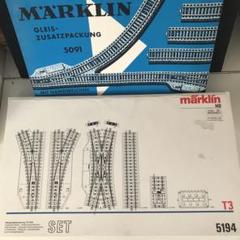 MÄRKLIN
GLEIS-
ZUSATZPACKUNG
5091
märklin
HO
T3
SET
5194